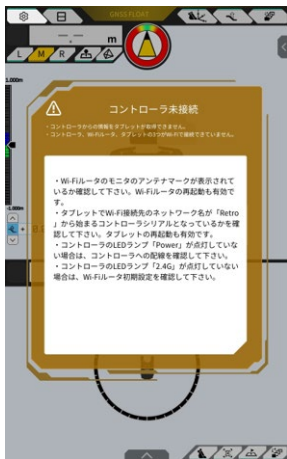 GNSS FLOAT
-.- m
L M R
1.000m
コントローラ未接続
・コントローラからの情報をタブレットが取得できません。
・コントローラ、Wi-Fiルータ、タブレットの3つがWi-Fiで接続できていません。
・Wi-Fiルータのモニタのアンテナマークが表示されて
いるか確認して下さい。Wi-Fiルータの再起動も有効で
す。
・タブレットでWi-Fi接続先のネットワーク名が「Retro
」から始まるコントローラシリアルとなっているかを確
認して下さい。タブレットの再起動も有効です。
・コントローラのLEDランプ「Power」が点灯していな
い場合は、コントローラへの配線を確認して下さい。
・コントローラのLEDランプ「2.4G」が点灯していない
場合は、Wi-Fiルータ初期設定を確認して下さい。
-1.000m